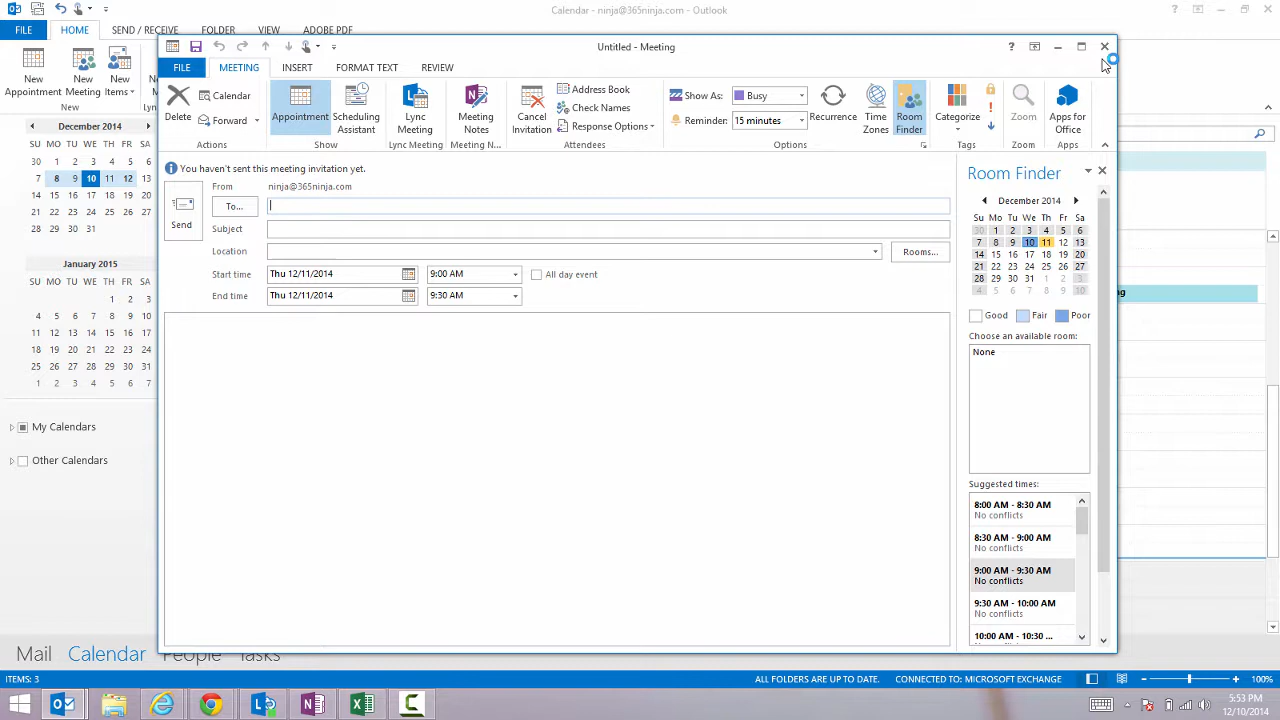 Calendar - ninja@365ninja.com - Outlook
FILE HOME SEND / RECEIVE FOLDER VIEW ADOBE PDF
New Appointment
New Meeting
New Items
New
Untitled - Meeting
FILE MEETING INSERT FORMAT TEXT REVIEW
Delete
Calendar
Forward
Actions
Appointment
Scheduling Assistant
Show
Lync Meeting
Lync Meeting
Meeting Notes
Meeting N...
Cancel Invitation
Address Book
Check Names
Response Options
Attendees
Show As: Busy
Reminder: 15 minutes
Recurrence
Time Zones
Room Finder
Options
Categorize
Tags
Zoom
Zoom
Apps for Office
Apps
December 2014
SU MO TU WE TH FR SA
30 1 2 3 4 5 6
7 8 9 10 11 12 13
14 15 16 17 18 19 20
21 22 23 24 25 26 27
28 29 30 31
January 2015
SU MO TU WE TH FR SA
1 2 3
4 5 6 7 8 9 10
11 12 13 14 15 16 17
18 19 20 21 22 23 24
25 26 27 28 29 30 31
1 2 3 4 5 6 7
My Calendars
Other Calendars
You haven't sent this meeting invitation yet.
From ninja@365ninja.com
To...
Send
Subject
Location
Rooms...
Start time Thu 12/11/2014 9:00 AM All day event
End time Thu 12/11/2014 9:30 AM
Room Finder
December 2014
Su Mo Tu We Th Fr Sa
30 1 2 3 4 5 6
7 8 9 10 11 12 13
14 15 16 17 18 19 20
21 22 23 24 25 26 27
28 29 30 31 1 2 3
4 5 6 7 8 9 10
Good Fair Poor
Choose an available room:
None
Suggested times:
8:00 AM - 8:30 AM
No conflicts
8:30 AM - 9:00 AM
No conflicts
9:00 AM - 9:30 AM
No conflicts
9:30 AM - 10:00 AM
No conflicts
10:00 AM - 10:30 ...
Mail Calendar People Tasks
ITEMS: 3
ALL FOLDERS ARE UP TO DATE. CONNECTED TO: MICROSOFT EXCHANGE
100%
5:53 PM
12/10/2014